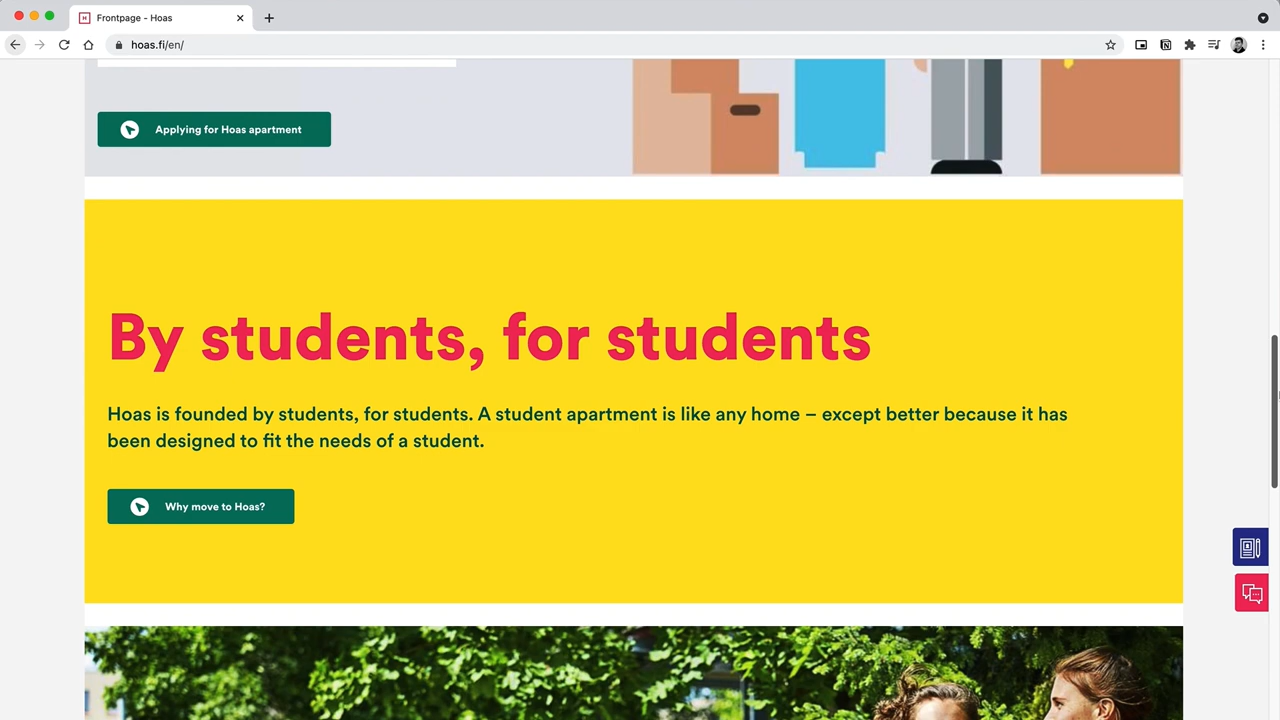 Frontpage - Hoas
hoas.fi/en/
Applying for Hoas apartment
By students, for students
Hoas is founded by students, for students. A student apartment is like any home – except better because it has
been designed to fit the needs of a student.
Why move to Hoas?